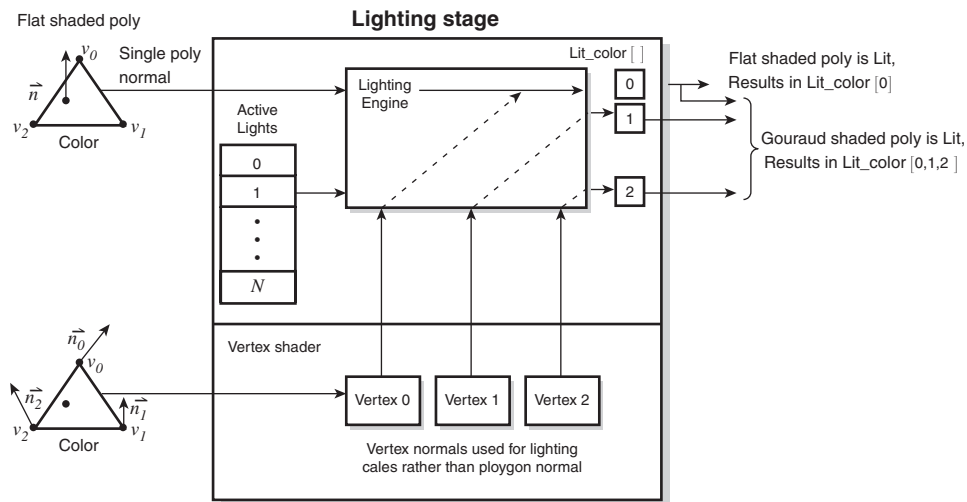 Lighting stage
Flat shaded poly
v0
n
v2
v1
Color
Single poly
normal
Active
Lights
0
1
N
Lighting
Engine
Lit_color [ ]
0
1
2
Flat shaded poly is Lit,
Results in Lit_color [0]
Gouraud shaded poly is Lit,
Results in Lit_color [0,1,2 ]
n0
v0
n2
n1
v2
v1
Color
Vertex shader
Vertex 0
Vertex 1
Vertex 2
Vertex normals used for lighting
cales rather than ploygon normal